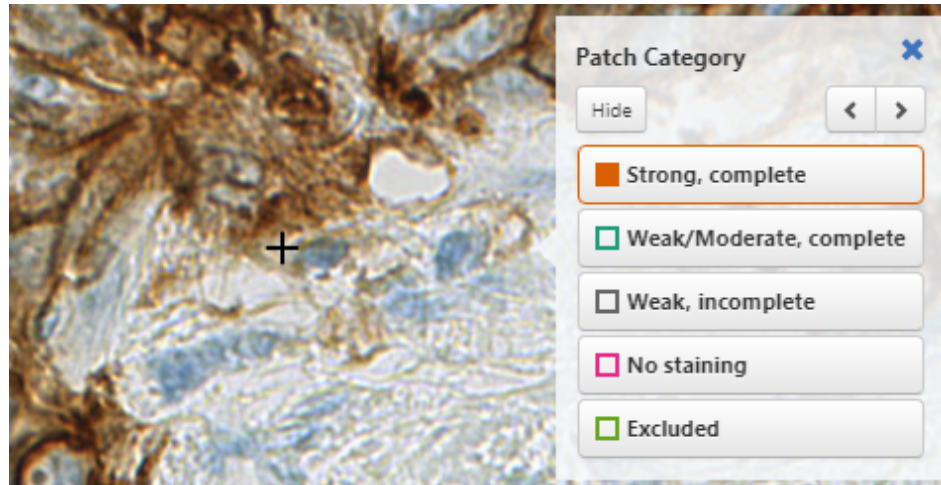 Patch Category
Hide
Strong, complete
Weak/Moderate, complete
Weak, incomplete
No staining
Excluded